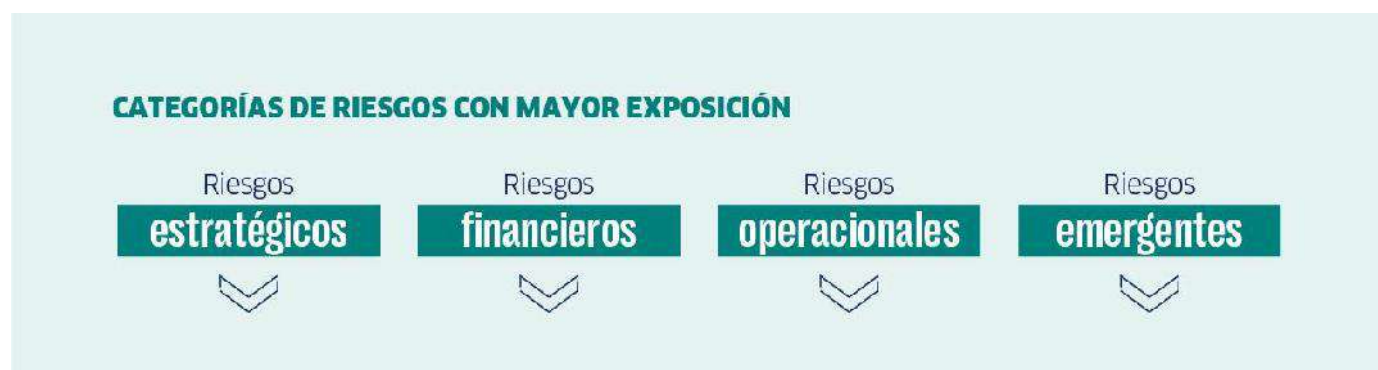 CATEGORÍAS DE RIESGOS CON MAYOR EXPOSICIÓN
Riesgos
estratégicos
Riesgos
financieros
Riesgos
operacionales
Riesgos
emergentes